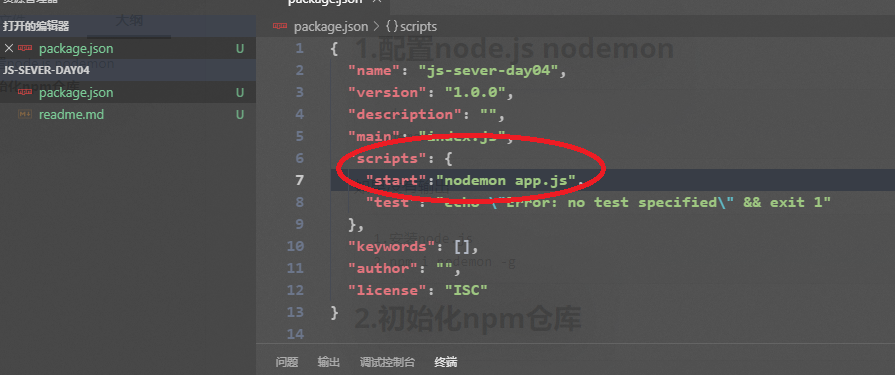 资源管理器
package.json
打开的编辑器
大纲
package.json > {} scripts
package.json U
JS-SEVER-DAY04
package.json U
readme.md U
1.配置node.js nodemon
1 {
2 "name": "js-sever-day04",
3 "version": "1.0.0",
4 "description": "",
5 "main": "index.js",
6 "scripts": {
7 "start":"nodemon app.js",
8 "test": "echo \"Error: no test specified\" && exit 1"
9 },
10 "keywords": [],
11 "author": "",
12 "license": "ISC"
13 }
14
2.初始化npm仓库
问题 输出 调试控制台 终端